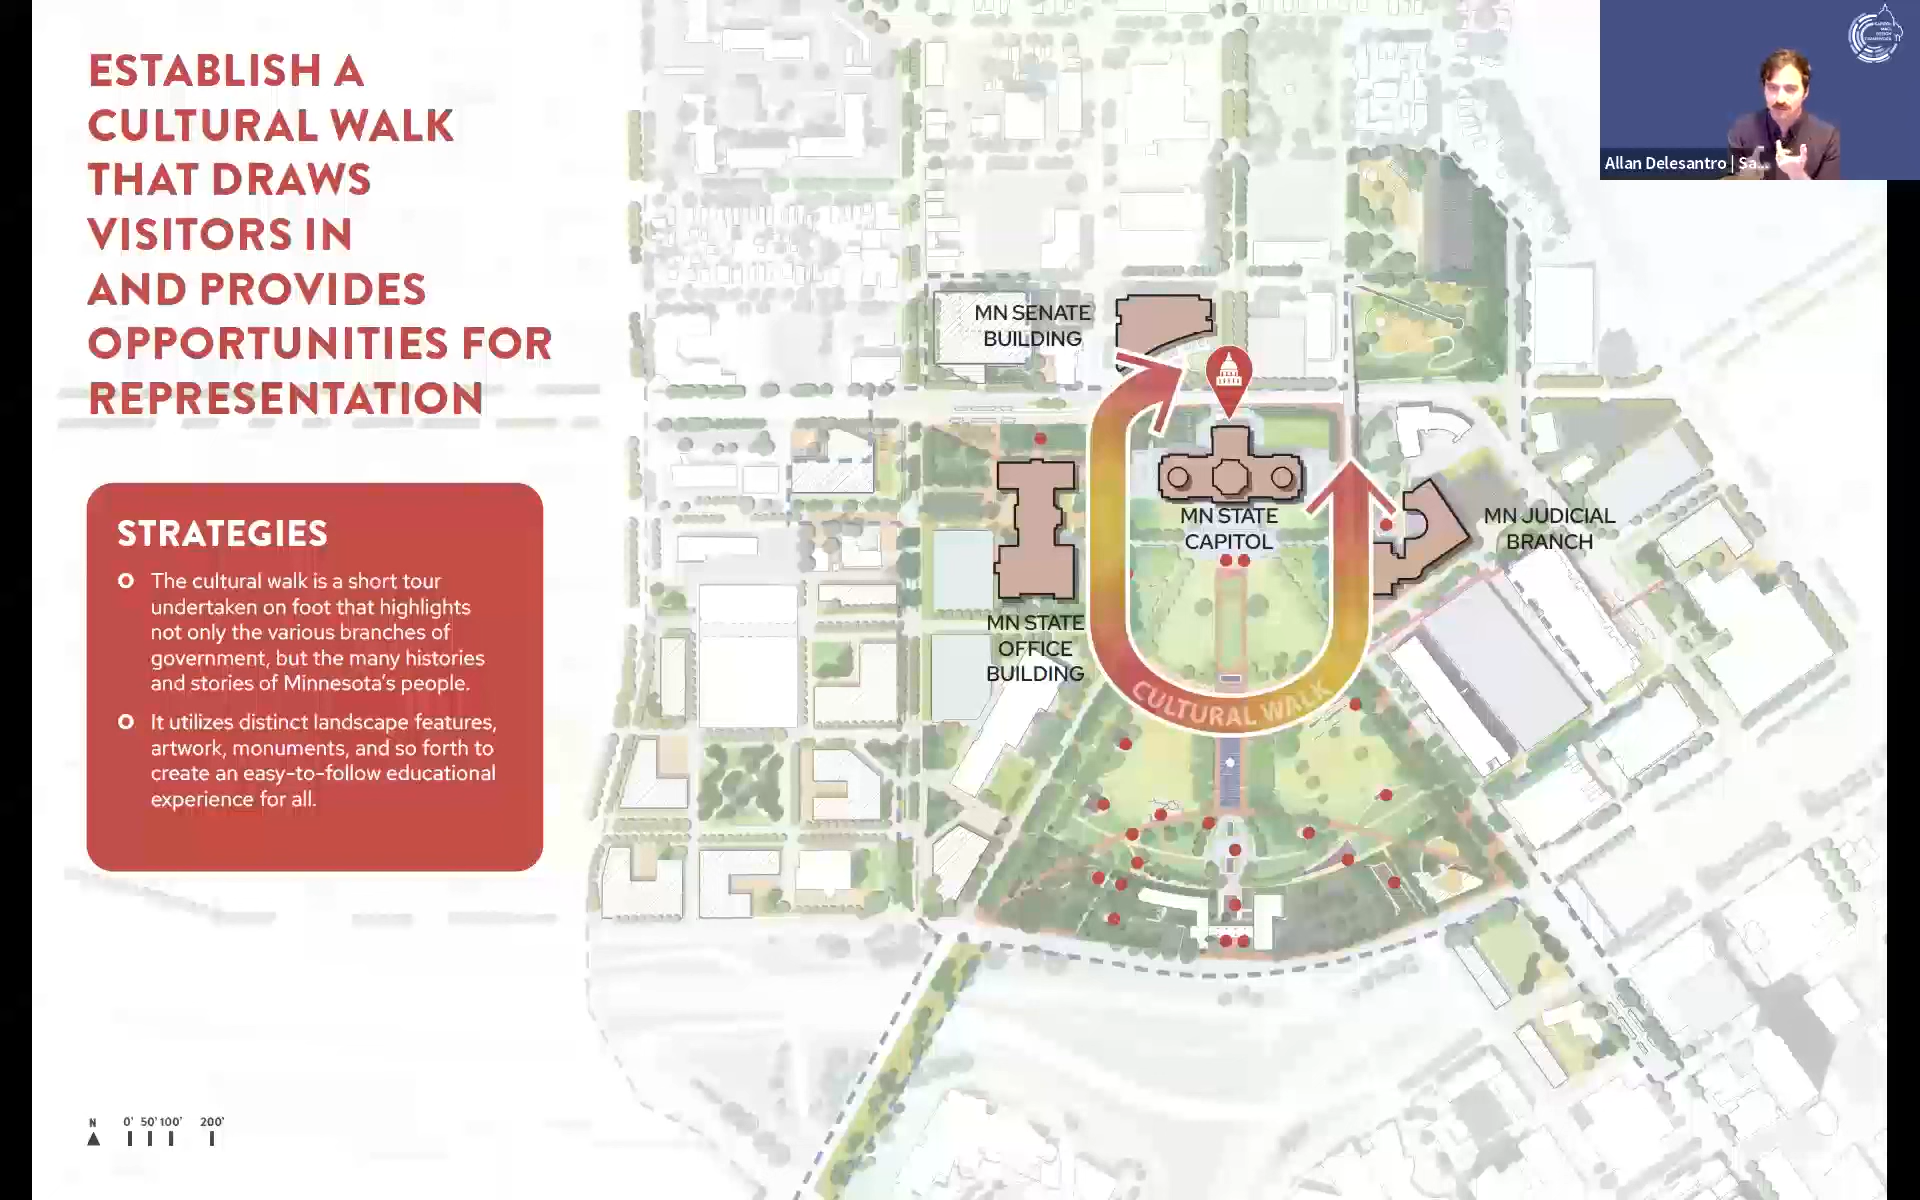 ESTABLISH A
CULTURAL WALK
THAT DRAWS
VISITORS IN
AND PROVIDES
OPPORTUNITIES FOR
REPRESENTATION
STRATEGIES
The cultural walk is a short tour
undertaken on foot that highlights
not only the various branches of
government, but the many histories
and stories of Minnesota's people.
It utilizes distinct landscape features,
artwork, monuments, and so forth to
create an easy-to-follow educational
experience for all.
N 0' 50' 100' 200'
MN SENATE
BUILDING
MN STATE
CAPITOL
MN JUDICIAL
BRANCH
MN STATE
OFFICE
BUILDING
CULTURAL WALK
Allan Delesantro | Sa...